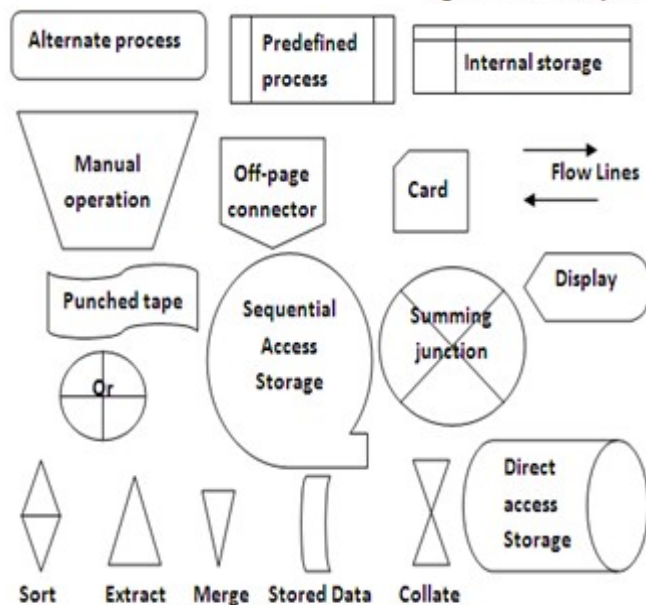 Alternate process
Predefined
process
Internal storage
Manual
operation
Off-page
connector
Card
Flow Lines
Punched tape
Sequential
Access
Storage
Summing
junction
Display
Or
Direct
access
Storage
Sort
Extract
Merge
Stored Data
Collate